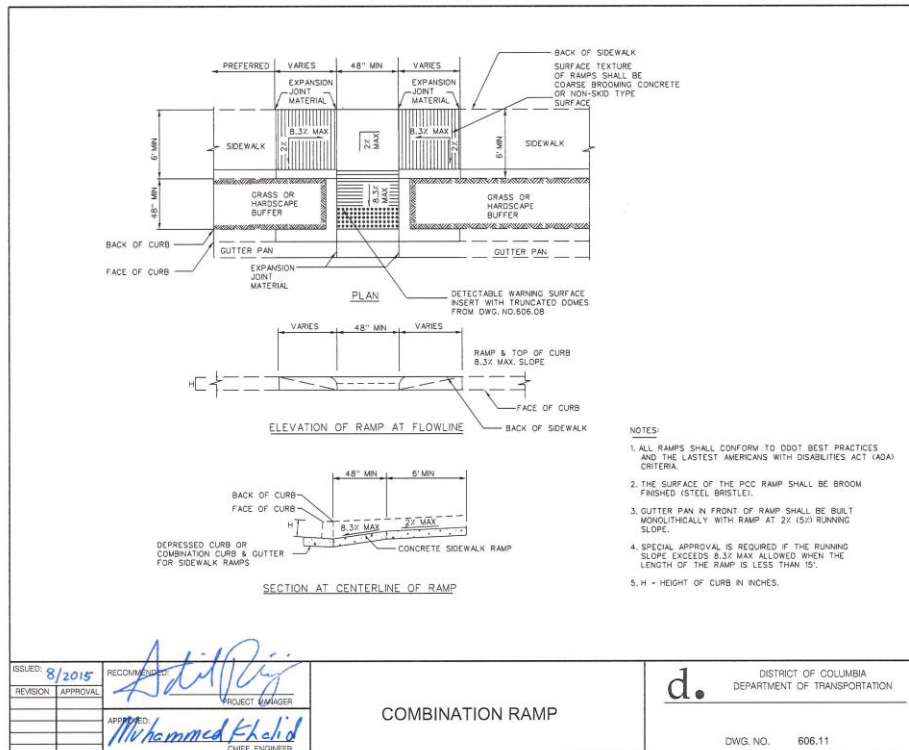 PREFERRED
VARIES
48" MIN
VARIES
BACK OF SIDEWALK
SURFACE TEXTURE
OF RAMPS SHALL BE
COARSE BROOMING CONCRETE
OR NON-SKID TYPE
SURFACE
EXPANSION
JOINT
MATERIAL
EXPANSION
JOINT
MATERIAL
6' MIN
SIDEWALK
8.3% MAX
2%
2%
MAX
8.3% MAX
2%
6' MIN
SIDEWALK
48" MIN
GRASS OR
HARDSCAPE
BUFFER
8.3%
MAX
GRASS OR
HARDSCAPE
BUFFER
BACK OF CURB
GUTTER PAN
GUTTER PAN
FACE OF CURB
EXPANSION
JOINT
MATERIAL
PLAN
DETECTABLE WARNING SURFACE
INSERT WITH TRUNCATED DOMES
FROM DWG. NO.606.08
VARIES
48" MIN
VARIES
RAMP & TOP OF CURB
8.3% MAX. SLOPE
H
FACE OF CURB
BACK OF SIDEWALK
ELEVATION OF RAMP AT FLOWLINE
48" MIN
6' MIN
BACK OF CURB
FACE OF CURB
H
8.3% MAX
2% MAX
DEPRESSED CURB OR
COMBINATION CURB & GUTTER
FOR SIDEWALK RAMPS
CONCRETE SIDEWALK RAMP
SECTION AT CENTERLINE OF RAMP
NOTES:
1. ALL RAMPS SHALL CONFORM TO DDOT BEST PRACTICES
AND THE LASTEST AMERICANS WITH DISABILITIES ACT (ADA)
CRITERIA.
2. THE SURFACE OF THE PCC RAMP SHALL BE BROOM
FINISHED (STEEL BRISTLE).
3. GUTTER PAN IN FRONT OF RAMP SHALL BE BUILT
MONOLITHICALLY WITH RAMP AT 2% (5%) RUNNING
SLOPE.
4. SPECIAL APPROVAL IS REQUIRED IF THE RUNNING
SLOPE EXCEEDS 8.3% MAX ALLOWED WHEN THE
LENGTH OF THE RAMP IS LESS THAN 15'.
5. H - HEIGHT OF CURB IN INCHES.
ISSUED: 8/2015
REVISION APPROVAL
RECOMMENDED:
PROJECT MANAGER
APPROVED:
Muhammed Khalid
CHIEF ENGINEER
COMBINATION RAMP
d.
DISTRICT OF COLUMBIA
DEPARTMENT OF TRANSPORTATION
DWG. NO. 606.11